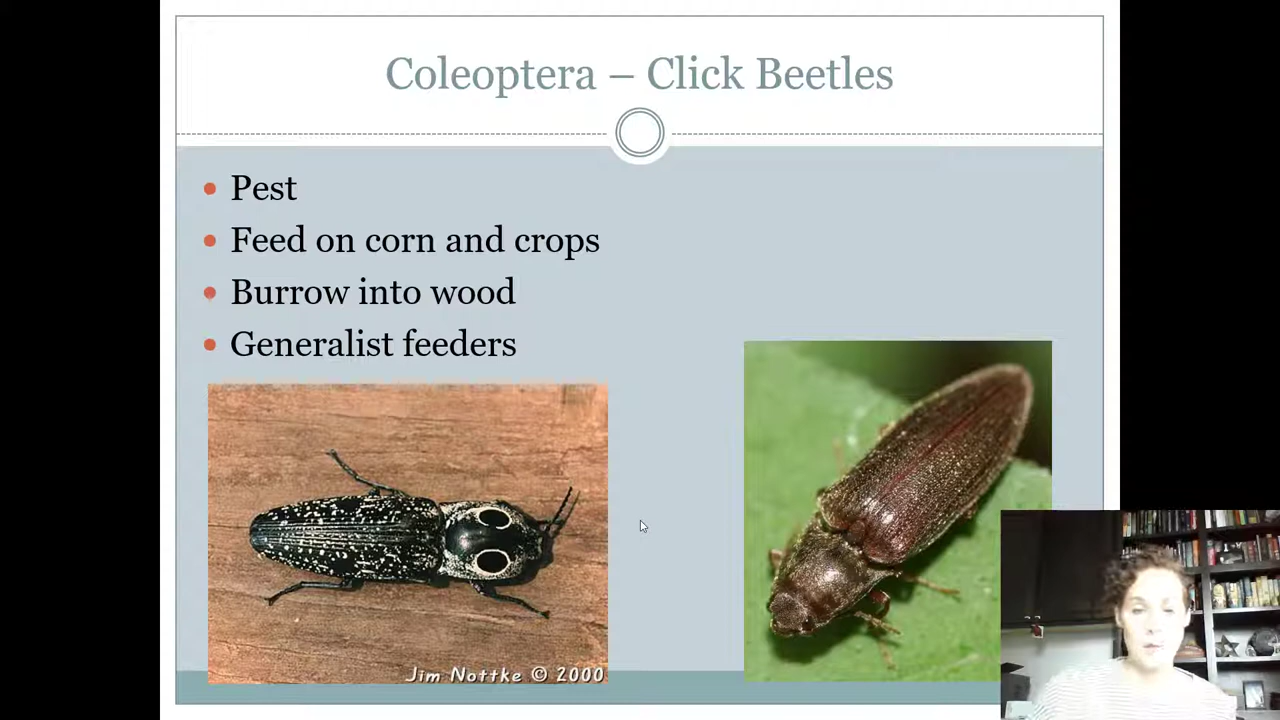 Coleoptera – Click Beetles
Pest
Feed on corn and crops
Burrow into wood
Generalist feeders
Jim Nottke © 2000